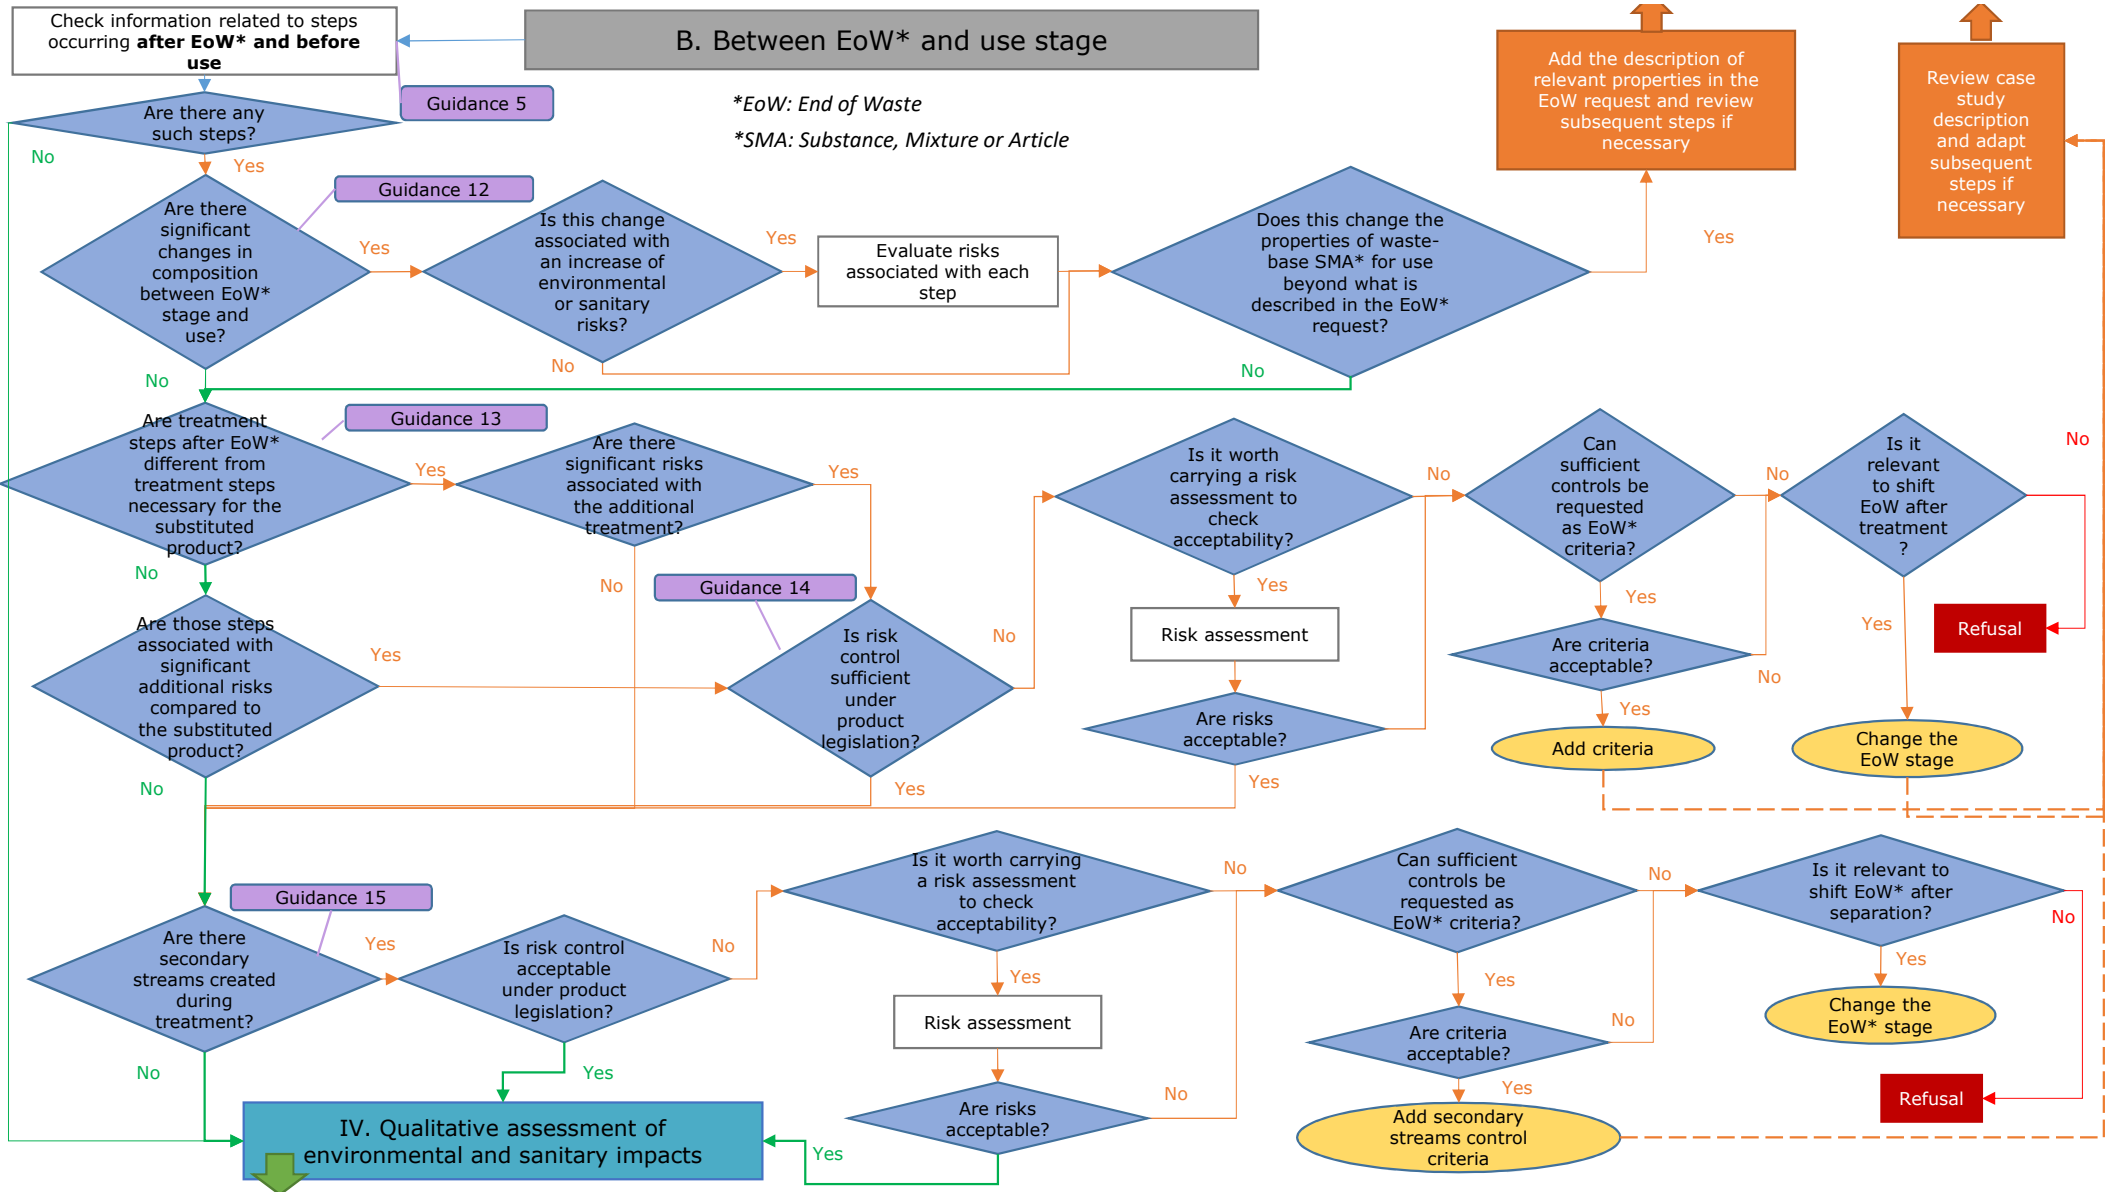 Check information related to steps
occurring after EoW* and before
use
B. Between EoW* and use stage
Guidance 5
*EoW: End of Waste
*SMA: Substance, Mixture or Article
Add the description of
relevant properties in the
EoW request and review
subsequent steps if
necessary
Review case
study
description
and adapt
subsequent
steps if
necessary
Are there any
such steps?
No
Yes
Guidance 12
Are there
significant
changes in
composition
between EoW*
stage and
use?
Yes
Is this change
associated with
an increase of
environmental
or sanitary
risks?
Yes
Evaluate risks
associated with each
step
Does this change the
properties of waste-
base SMA* for use
beyond what is
described in the EoW*
request?
Yes
No
No
No
Guidance 13
Are treatment
steps after EoW*
different from
treatment steps
necessary for the
substituted
product?
Yes
Are there
significant risks
associated with
the additional
treatment?
Yes
Is it worth
carrying a risk
assessment to
check
acceptability?
No
Can
sufficient
controls be
requested
as EoW*
criteria?
No
Is it
relevant
to shift
EoW after
treatment
?
No
No
No
Guidance 14
Yes
Yes
Yes
Are those steps
associated with
significant
additional risks
compared to
the substituted
product?
Yes
Is risk
control
sufficient
under
product
legislation?
No
Risk assessment
Are criteria
acceptable?
No
Refusal
Are risks
acceptable?
Yes
Add criteria
Change the
EoW stage
No
Yes
Yes
Guidance 15
Are there
secondary
streams created
during
treatment?
Yes
Is risk control
acceptable
under product
legislation?
No
Is it worth carrying
a risk assessment
to check
acceptability?
No
Can sufficient
controls be
requested as
EoW* criteria?
No
Is it relevant to
shift EoW* after
separation?
No
Yes
Yes
Yes
Risk assessment
Are criteria
acceptable?
No
Change the
EoW* stage
No
Yes
Are risks
acceptable?
No
Yes
Refusal
IV. Qualitative assessment of
environmental and sanitary impacts
Yes
Add secondary
streams control
criteria